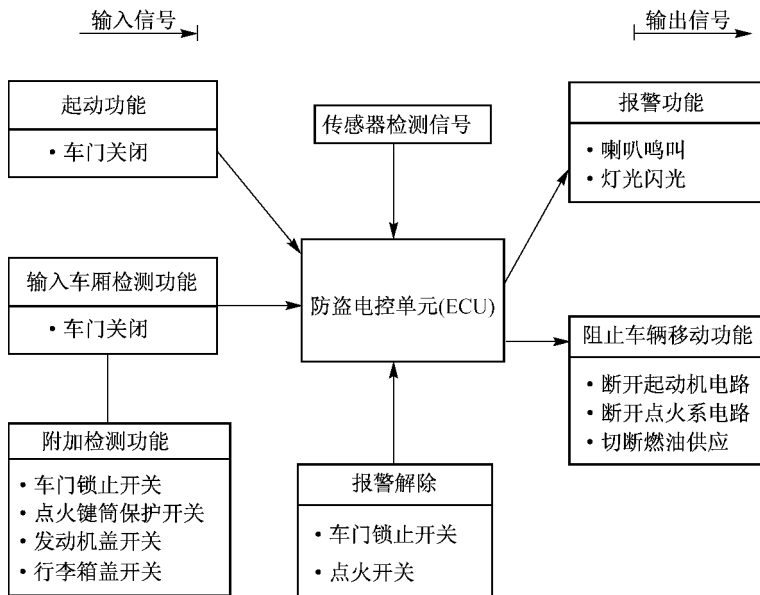 输入信号
输出信号
起动功能
• 车门关闭
传感器检测信号
报警功能
• 喇叭鸣叫
• 灯光闪光
输入车厢检测功能
• 车门关闭
防盗电控单元(ECU)
阻止车辆移动功能
• 断开起动机电路
• 断开点火系电路
• 切断燃油供应
附加检测功能
• 车门锁止开关
• 点火键筒保护开关
• 发动机盖开关
• 行李箱盖开关
报警解除
• 车门锁止开关
• 点火开关